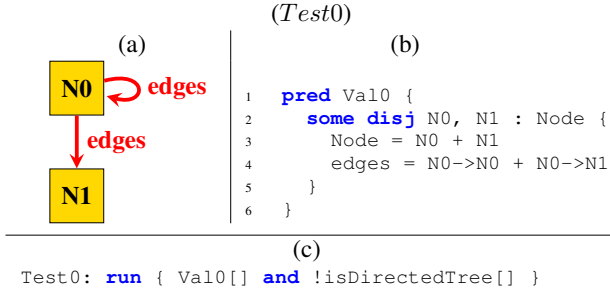 (Test0)
(a)
N0
edges
edges
N1
(b)
1 pred Val0 {
2 some disj N0, N1 : Node {
3 Node = N0 + N1
4 edges = N0->N0 + N0->N1
5 }
6 }
(c)
Test0: run { Val0[] and !isDirectedTree[] }